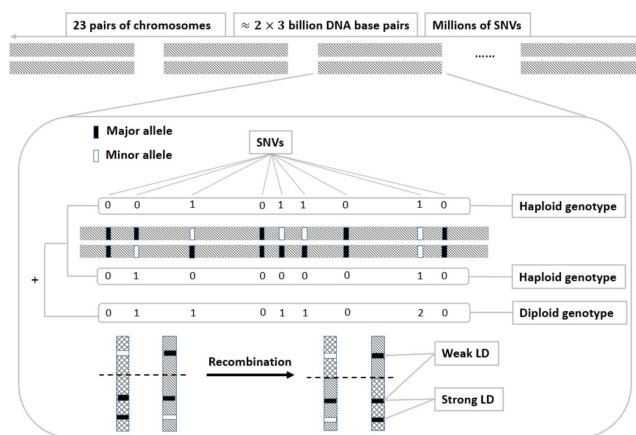 23 pairs of chromosomes ≈ 2 × 3 billion DNA base pairs Millions of SNVs
......
Major allele
Minor allele
SNVs
0 0 1 0 1 1 0 1 0
Haploid genotype
+
0 1 0 0 0 0 0 1 0
Haploid genotype
0 1 1 0 1 1 0 2 0
Diploid genotype
Recombination
Weak LD
Strong LD